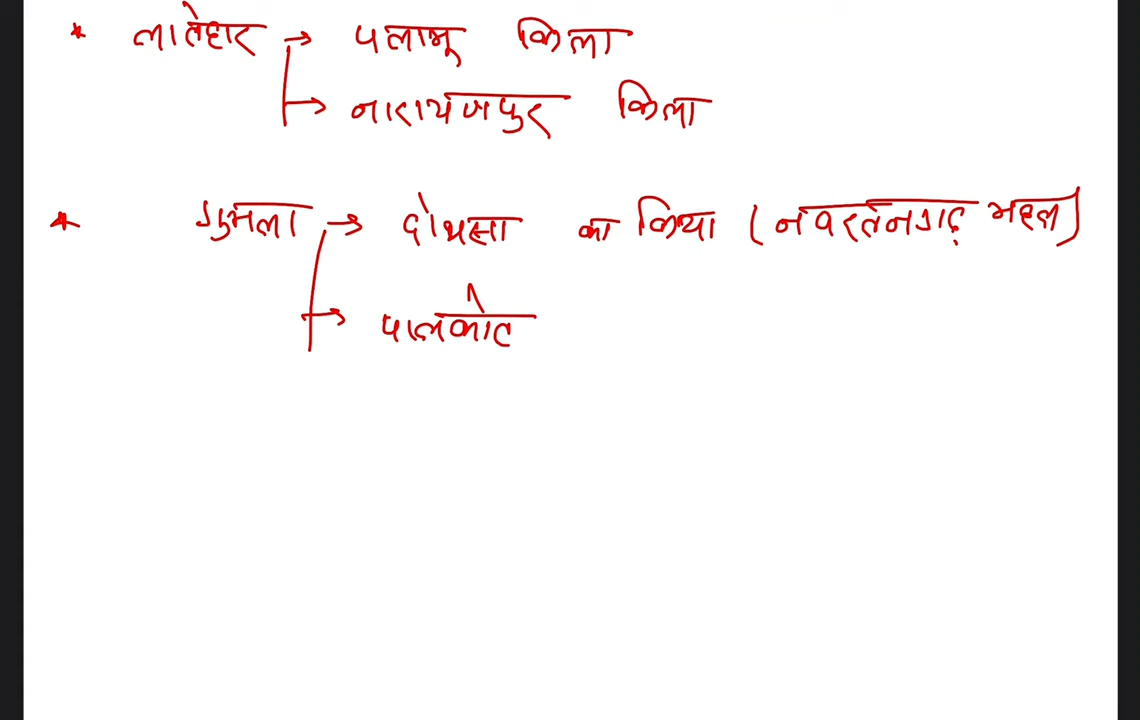 * लातेहार → पलामू किला
→ नारायणपुर किला
* गुमला → दोयसा का किया (नवरतनगढ़ महल)
→ पालकोट